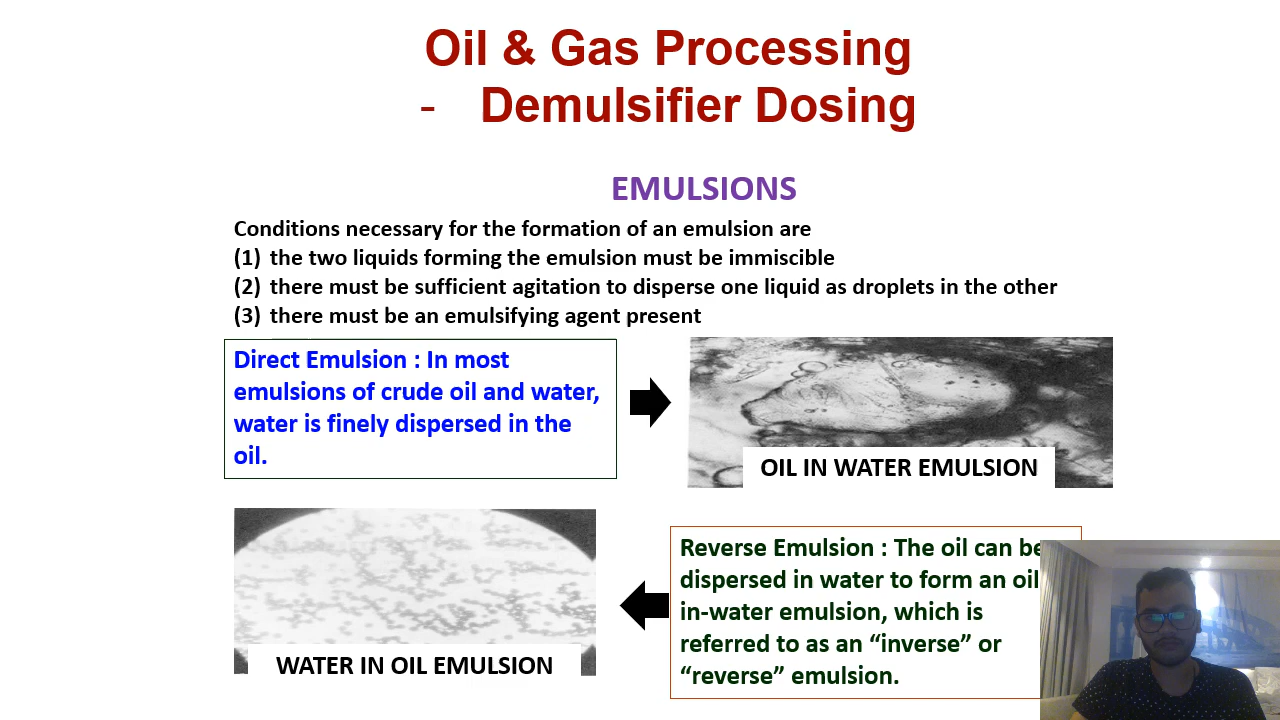 Oil & Gas Processing
- Demulsifier Dosing
EMULSIONS
Conditions necessary for the formation of an emulsion are
(1) the two liquids forming the emulsion must be immiscible
(2) there must be sufficient agitation to disperse one liquid as droplets in the other
(3) there must be an emulsifying agent present
Direct Emulsion : In most
emulsions of crude oil and water,
water is finely dispersed in the
oil.
OIL IN WATER EMULSION
WATER IN OIL EMULSION
Reverse Emulsion : The oil can be
dispersed in water to form an oil
in-water emulsion, which is
referred to as an “inverse” or
“reverse” emulsion.